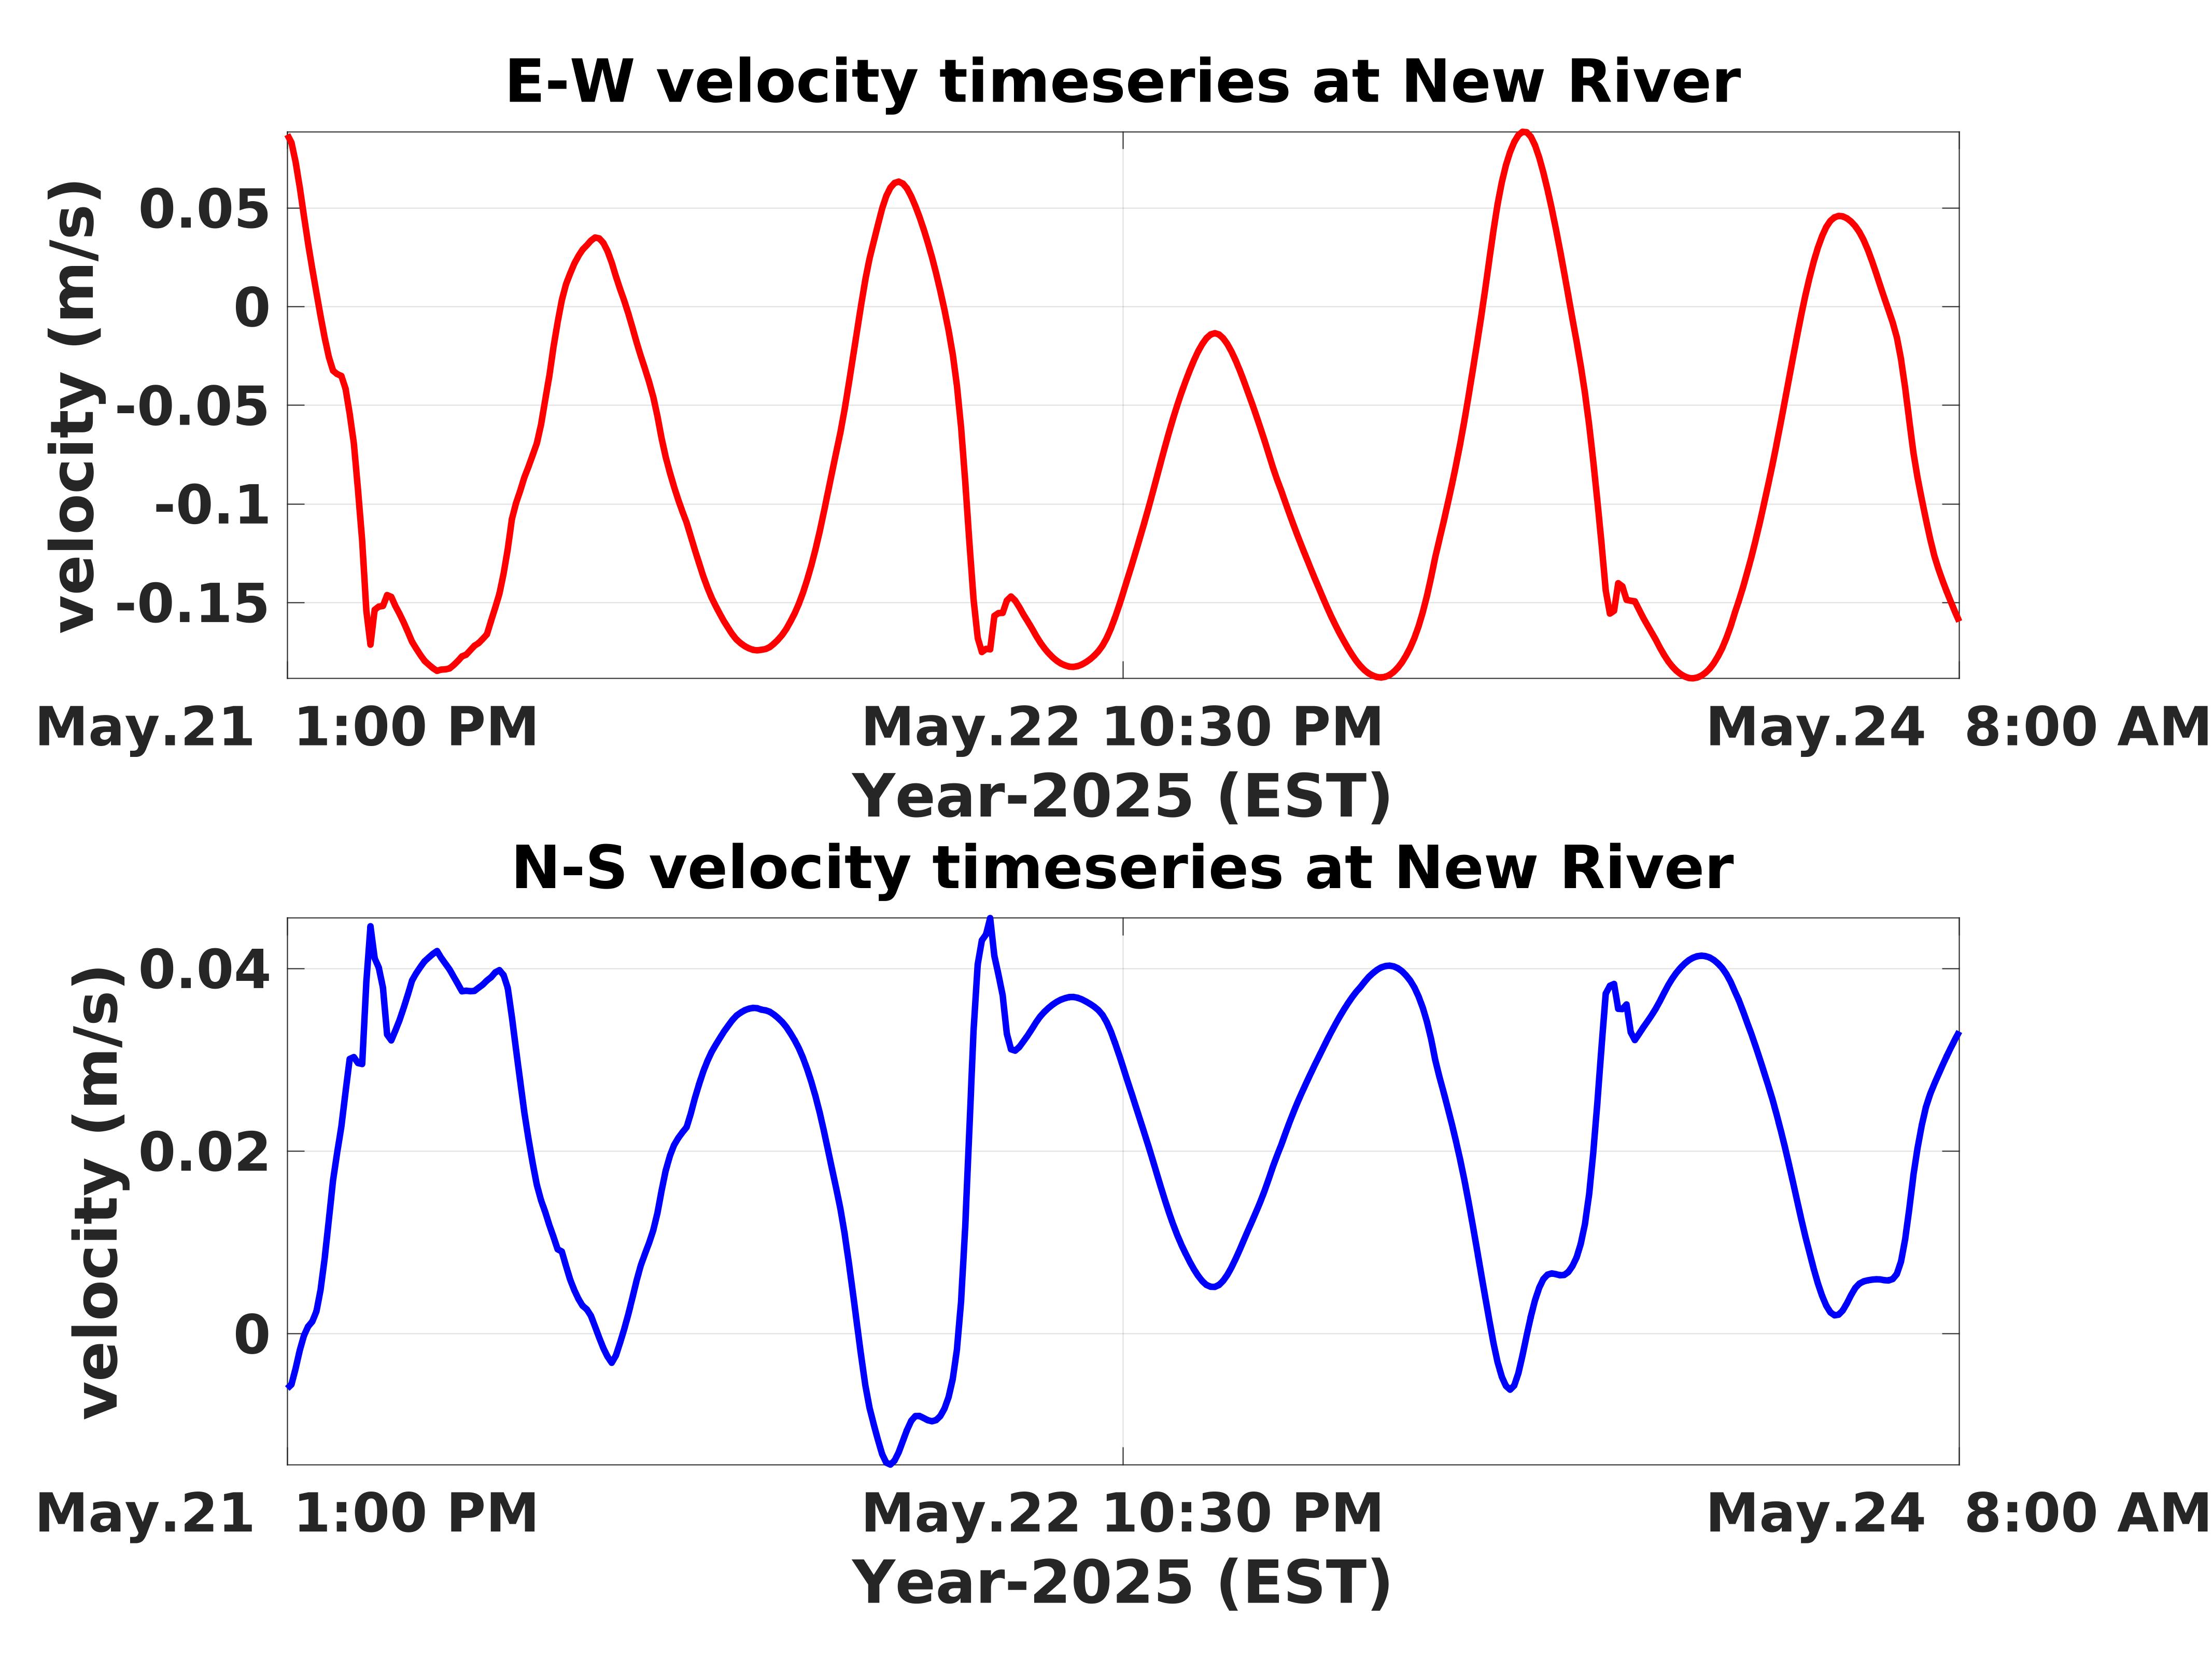 E-W velocity timeseries at New River
velocity (m/s)
0.05
0
-0.05
-0.1
-0.15
May.21  1:00 PM
May.22 10:30 PM
May.24  8:00 AM
Year-2025 (EST)
N-S velocity timeseries at New River
velocity (m/s)
0.04
0.02
0
May.21  1:00 PM
May.22 10:30 PM
May.24  8:00 AM
Year-2025 (EST)